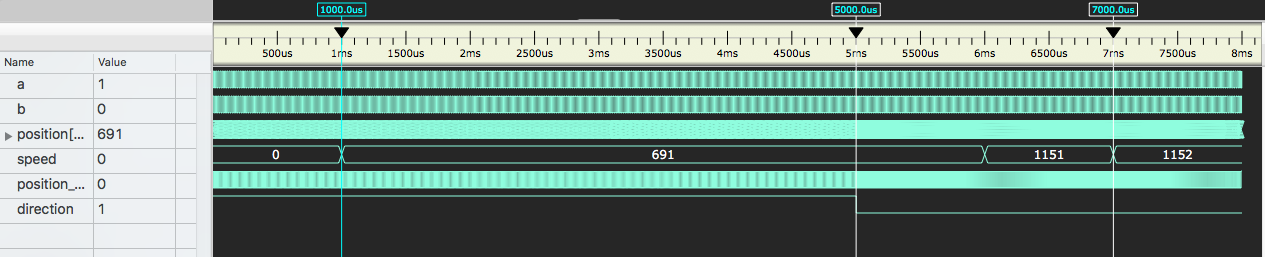 1000.0us 5000.0us 7000.0us
500us 1ms 1500us 2ms 2500us 3ms 3500us 4ms 4500us 5ms 5500us 6ms 6500us 7ms 7500us 8ms
Name Value
a 1
b 0
position[... 691
speed 0 0 691 1151 1152
position_... 0
direction 1